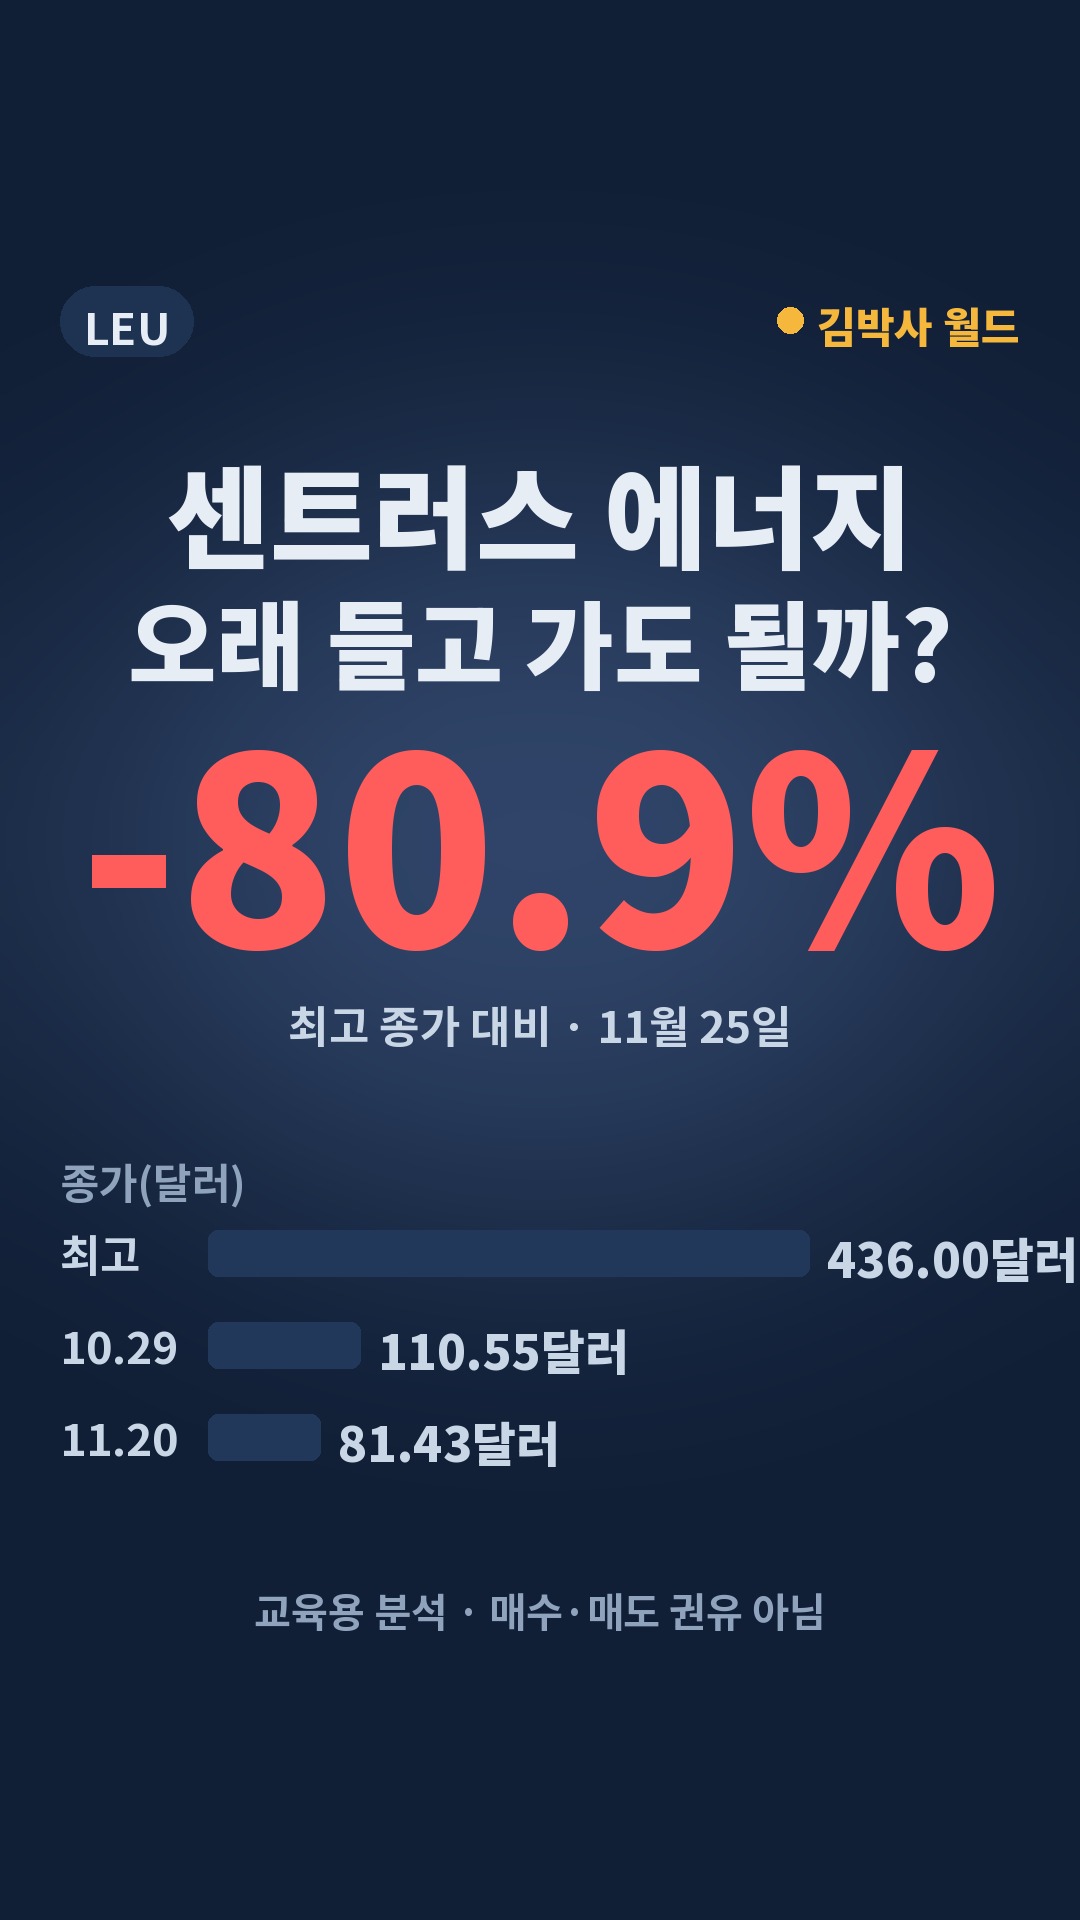 LEU
김박사 월드
센트러스 에너지
오래 들고 가도 될까?
-80.9%
최고 종가 대비 · 11월 25일
종가(달러)
최고 436.00달러
10.29 110.55달러
11.20 81.43달러
교육용 분석 · 매수·매도 권유 아님